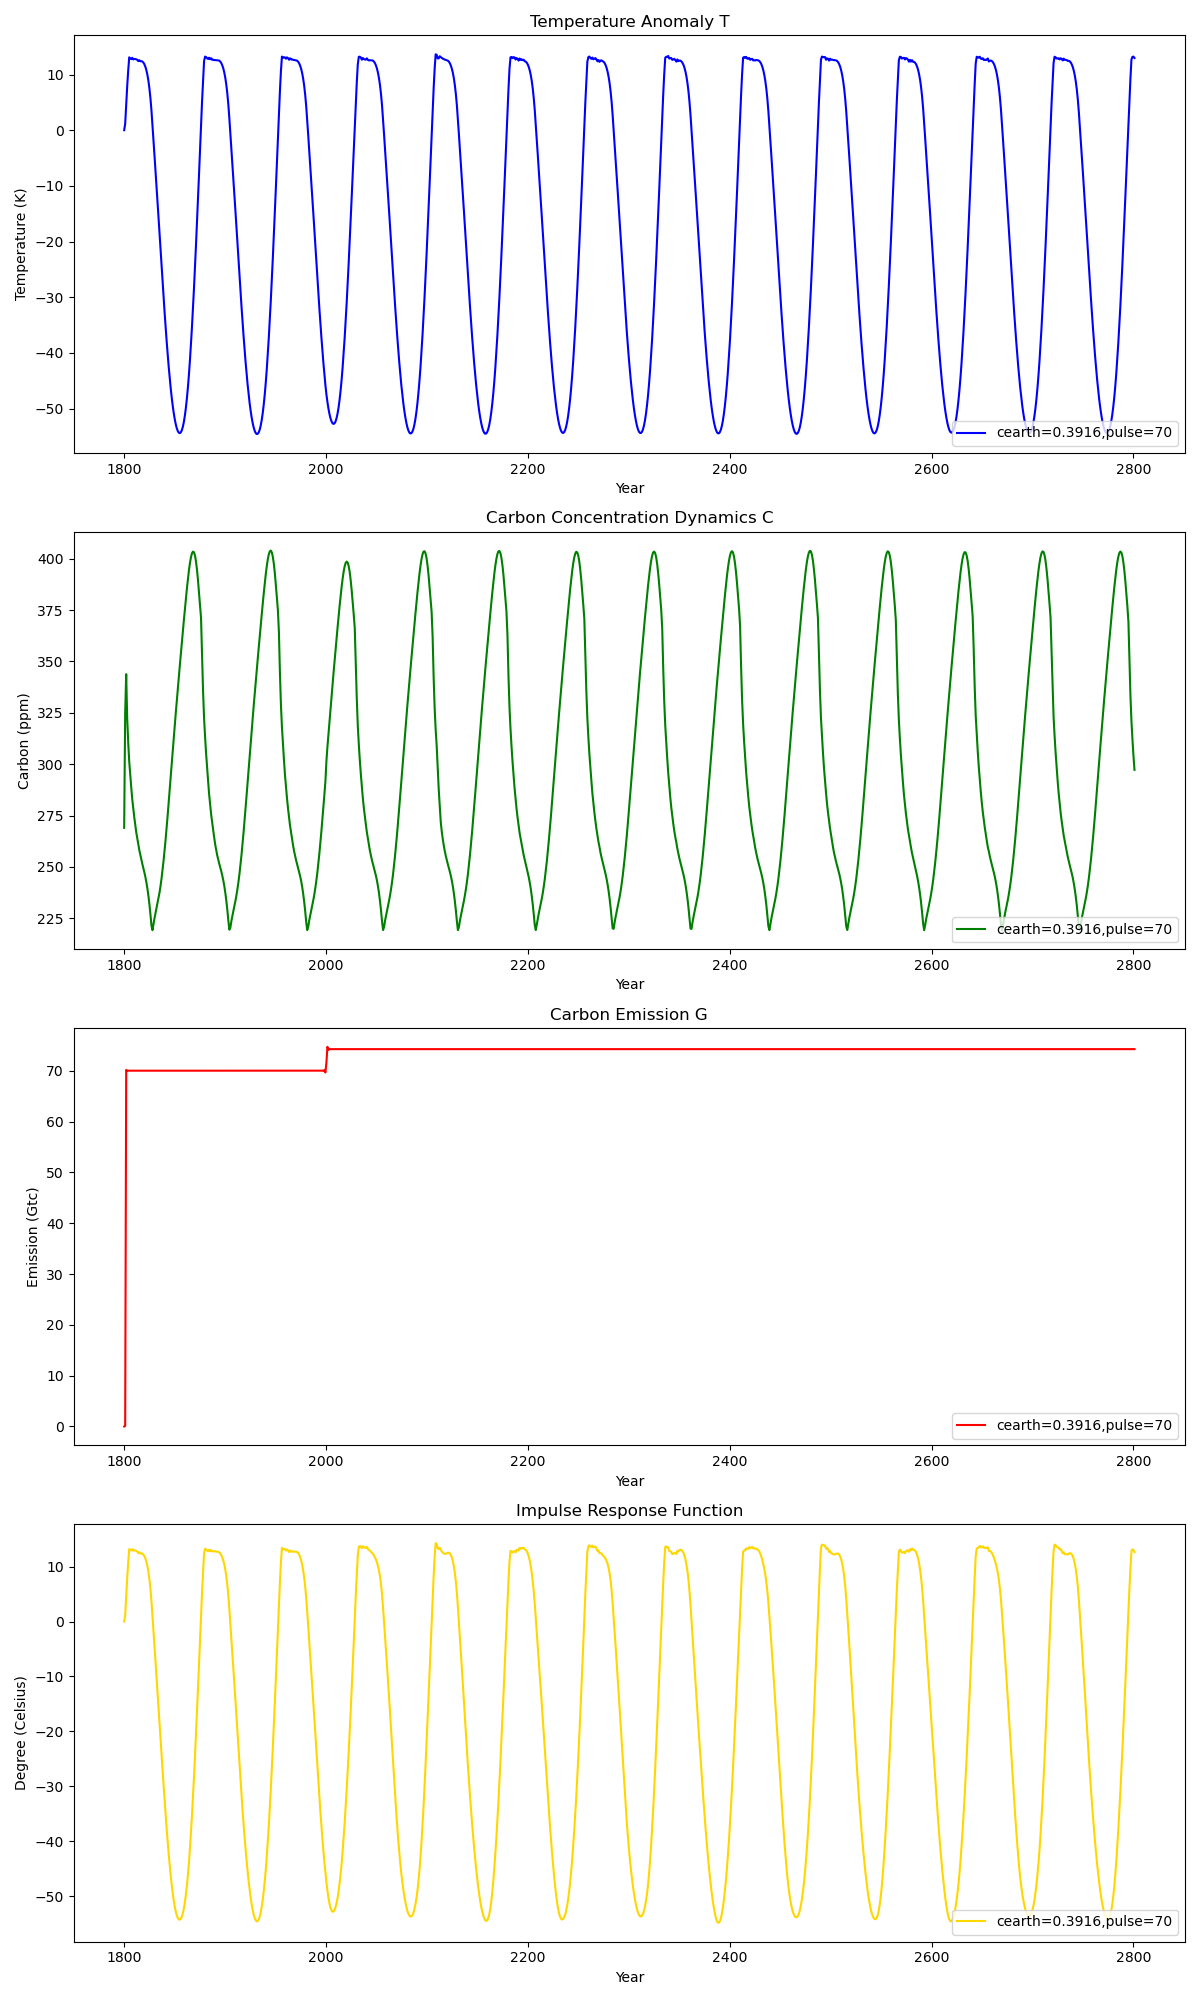 Temperature Anomaly T
10
0
−10
−20
−30
−40
−50
Temperature (K)
cearth=0.3916,pulse=70
1800 2000 2200 2400 2600 2800
Year
Carbon Concentration Dynamics C
400
375
350
325
300
275
250
225
Carbon (ppm)
cearth=0.3916,pulse=70
1800 2000 2200 2400 2600 2800
Year
Carbon Emission G
70
60
50
40
30
20
10
0
Emission (Gtc)
cearth=0.3916,pulse=70
1800 2000 2200 2400 2600 2800
Year
Impulse Response Function
10
0
−10
−20
−30
−40
−50
Degree (Celsius)
cearth=0.3916,pulse=70
1800 2000 2200 2400 2600 2800
Year